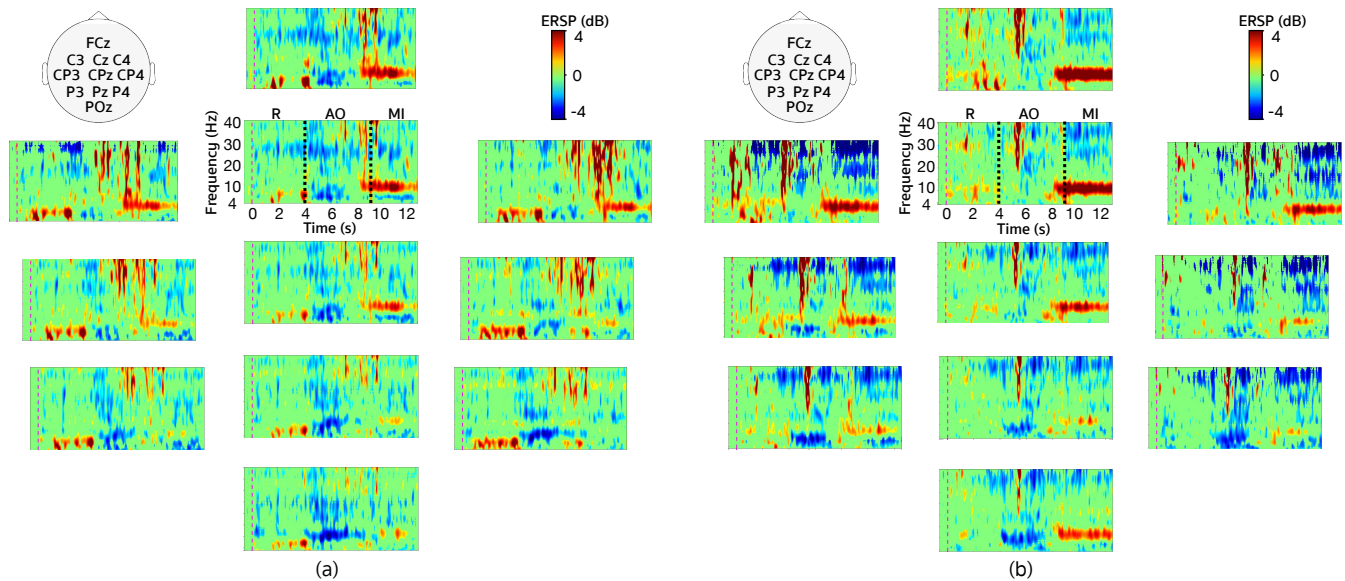 FCz
C3 Cz C4
CP3 CPz CP4
P3 Pz P4
POz
ERSP (dB)
4
0
-4
R AO MI
Frequency (Hz)
40
30
20
10
4
0 2 4 6 8 10 12
Time (s)
(a)
FCz
C3 Cz C4
CP3 CPz CP4
P3 Pz P4
POz
ERSP (dB)
4
0
-4
R AO MI
Frequency (Hz)
40
30
20
10
4
0 2 4 6 8 10 12
Time (s)
(b)